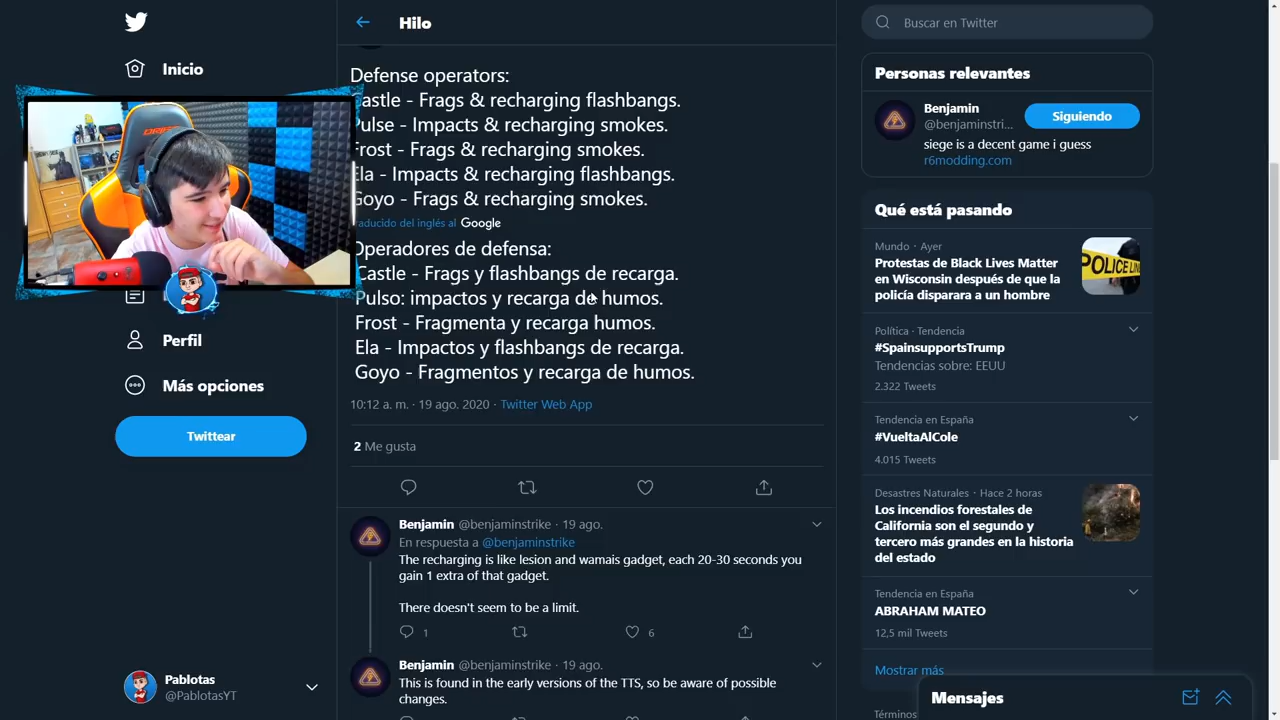 Hilo
Buscar en Twitter
Inicio
Perfil
Más opciones
Twittear
Pablotas
@PablotasYT
Defense operators:
Castle - Frags & recharging flashbangs.
Pulse - Impacts & recharging smokes.
Frost - Frags & recharging smokes.
Ela - Impacts & recharging flashbangs.
Goyo - Frags & recharging smokes.
raducido del inglés al Google
Operadores de defensa:
Castle - Frags y flashbangs de recarga.
Pulso: impactos y recarga de humos.
Frost - Fragmenta y recarga humos.
Ela - Impactos y flashbangs de recarga.
Goyo - Fragmentos y recarga de humos.
10:12 a. m. · 19 ago. 2020 · Twitter Web App
2 Me gusta
Benjamin @benjaminstrike · 19 ago.
En respuesta a @benjaminstrike
The recharging is like lesion and wamais gadget, each 20-30 seconds you
gain 1 extra of that gadget.
There doesn't seem to be a limit.
1 6
Benjamin @benjaminstrike · 19 ago.
This is found in the early versions of the TTS, so be aware of possible
changes.
Personas relevantes
Benjamin
@benjaminstri...
Siguiendo
siege is a decent game i guess
r6modding.com
Qué está pasando
Mundo · Ayer
Protestas de Black Lives Matter
en Wisconsin después de que la
policía disparara a un hombre
POLICE LIN
Política · Tendencia
#SpainsupportsTrump
Tendencias sobre: EEUU
2.322 Tweets
Tendencia en España
#VueltaAlCole
4.015 Tweets
Desastres Naturales · Hace 2 horas
Los incendios forestales de
California son el segundo y
tercero más grandes en la historia
del estado
Tendencia en España
ABRAHAM MATEO
12,5 mil Tweets
Mostrar más
Términos
Mensajes